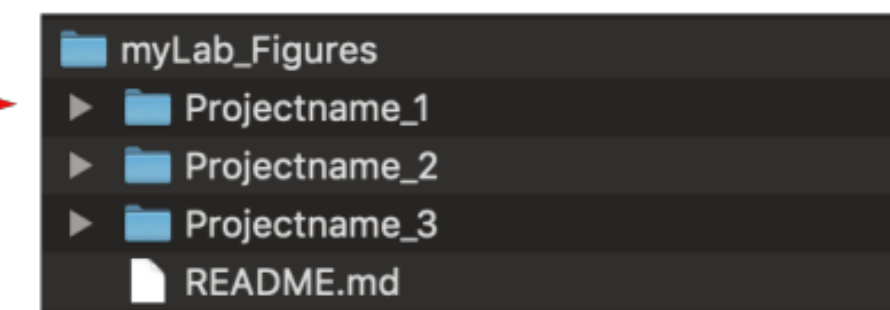 myLab_Figures
Projectname_1
Projectname_2
Projectname_3
README.md